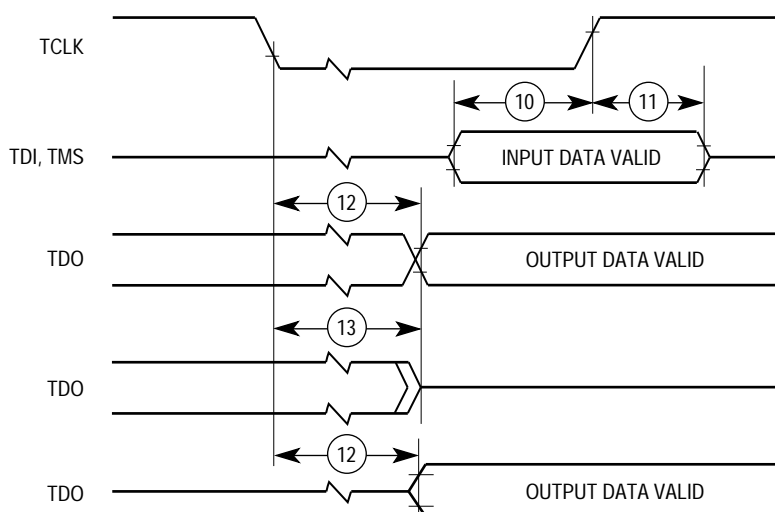 TCLK
10
11
TDI, TMS
INPUT DATA VALID
12
TDO
OUTPUT DATA VALID
13
TDO
12
TDO
OUTPUT DATA VALID